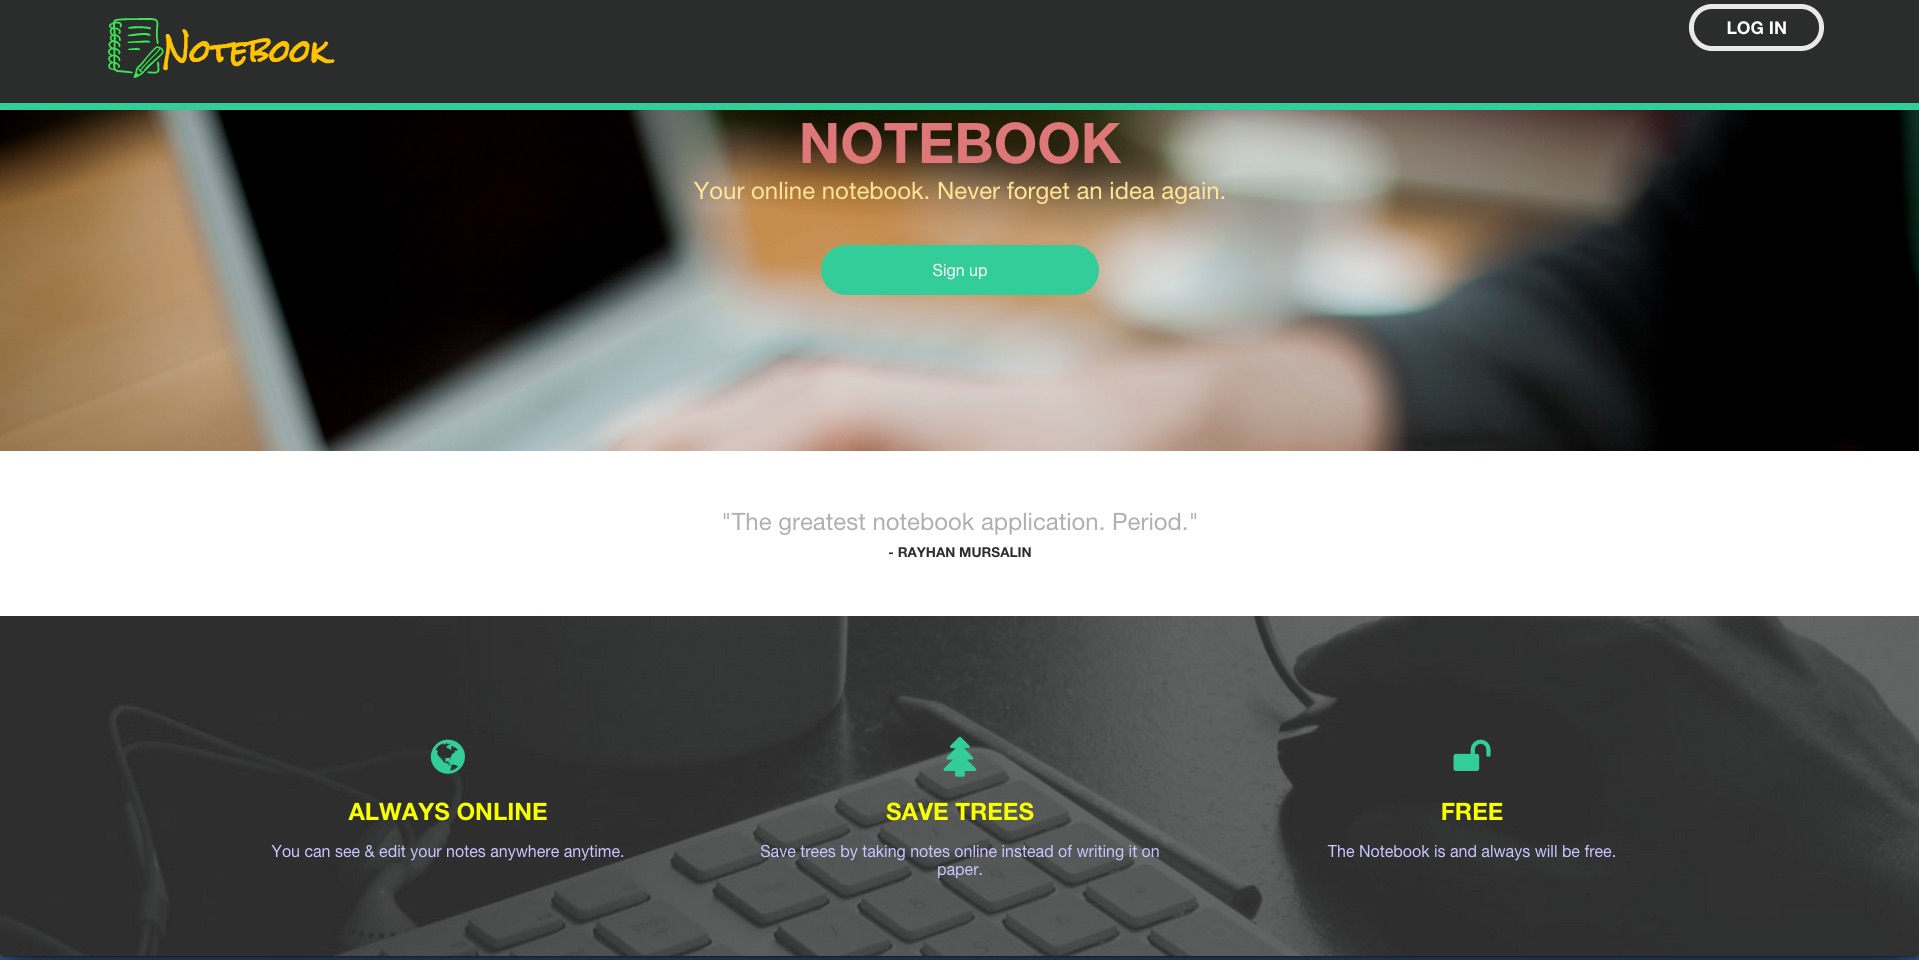 NOTEBOOK
LOG IN
NOTEBOOK
Your online notebook. Never forget an idea again.
Sign up
"The greatest notebook application. Period."
- RAYHAN MURSALIN
ALWAYS ONLINE
You can see & edit your notes anywhere anytime.
SAVE TREES
Save trees by taking notes online instead of writing it on
paper.
FREE
The Notebook is and always will be free.